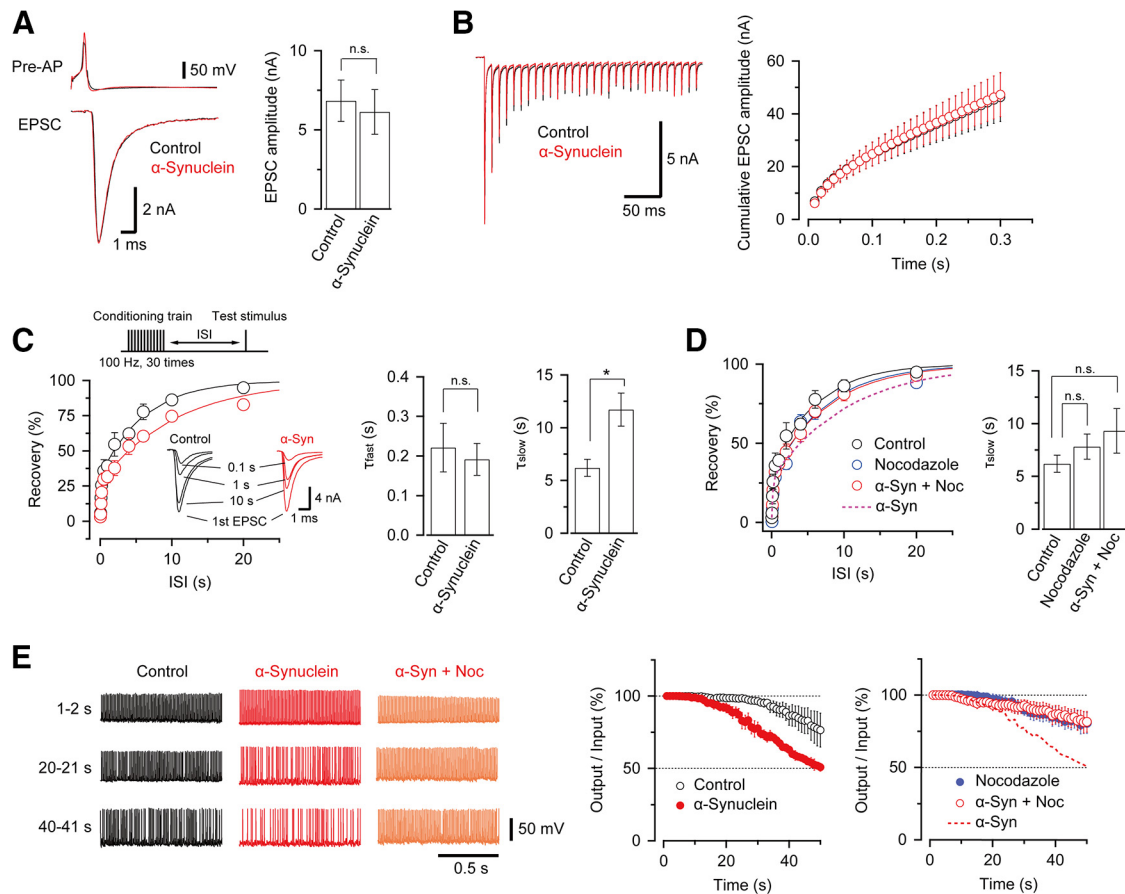 A
Pre-AP
50 mV
EPSC
Control
α-Synuclein
2 nA
1 ms
EPSC amplitude (nA)
10
5
0
n.s.
Control
α-Synuclein
B
Control
α-Synuclein
5 nA
50 ms
Cumulative EPSC amplitude (nA)
60
40
20
0
0.0
0.1
0.2
0.3
Time (s)
C
Conditioning train
Test stimulus
ISI
100 Hz, 30 times
Recovery (%)
100
75
50
25
0
0
10
20
ISI (s)
Control
α-Syn
0.1 s
1 s
10 s
1st EPSC
4 nA
1 ms
τfast (s)
0.4
0.3
0.2
0.1
0.0
n.s.
Control
α-Synuclein
τslow (s)
15
10
5
0
*
Control
α-Synuclein
D
Recovery (%)
100
50
0
0
10
20
ISI (s)
Control
Nocodazole
α-Syn + Noc
α-Syn
τslow (s)
15
10
5
0
n.s.
n.s.
Control
Nocodazole
α-Syn + Noc
E
Control
α-Synuclein
α-Syn + Noc
1-2 s
20-21 s
40-41 s
50 mV
0.5 s
Output / Input (%)
100
50
0
0
20
40
Time (s)
Control
α-Synuclein
Output / Input (%)
100
50
0
0
20
40
Time (s)
Nocodazole
α-Syn + Noc
α-Syn